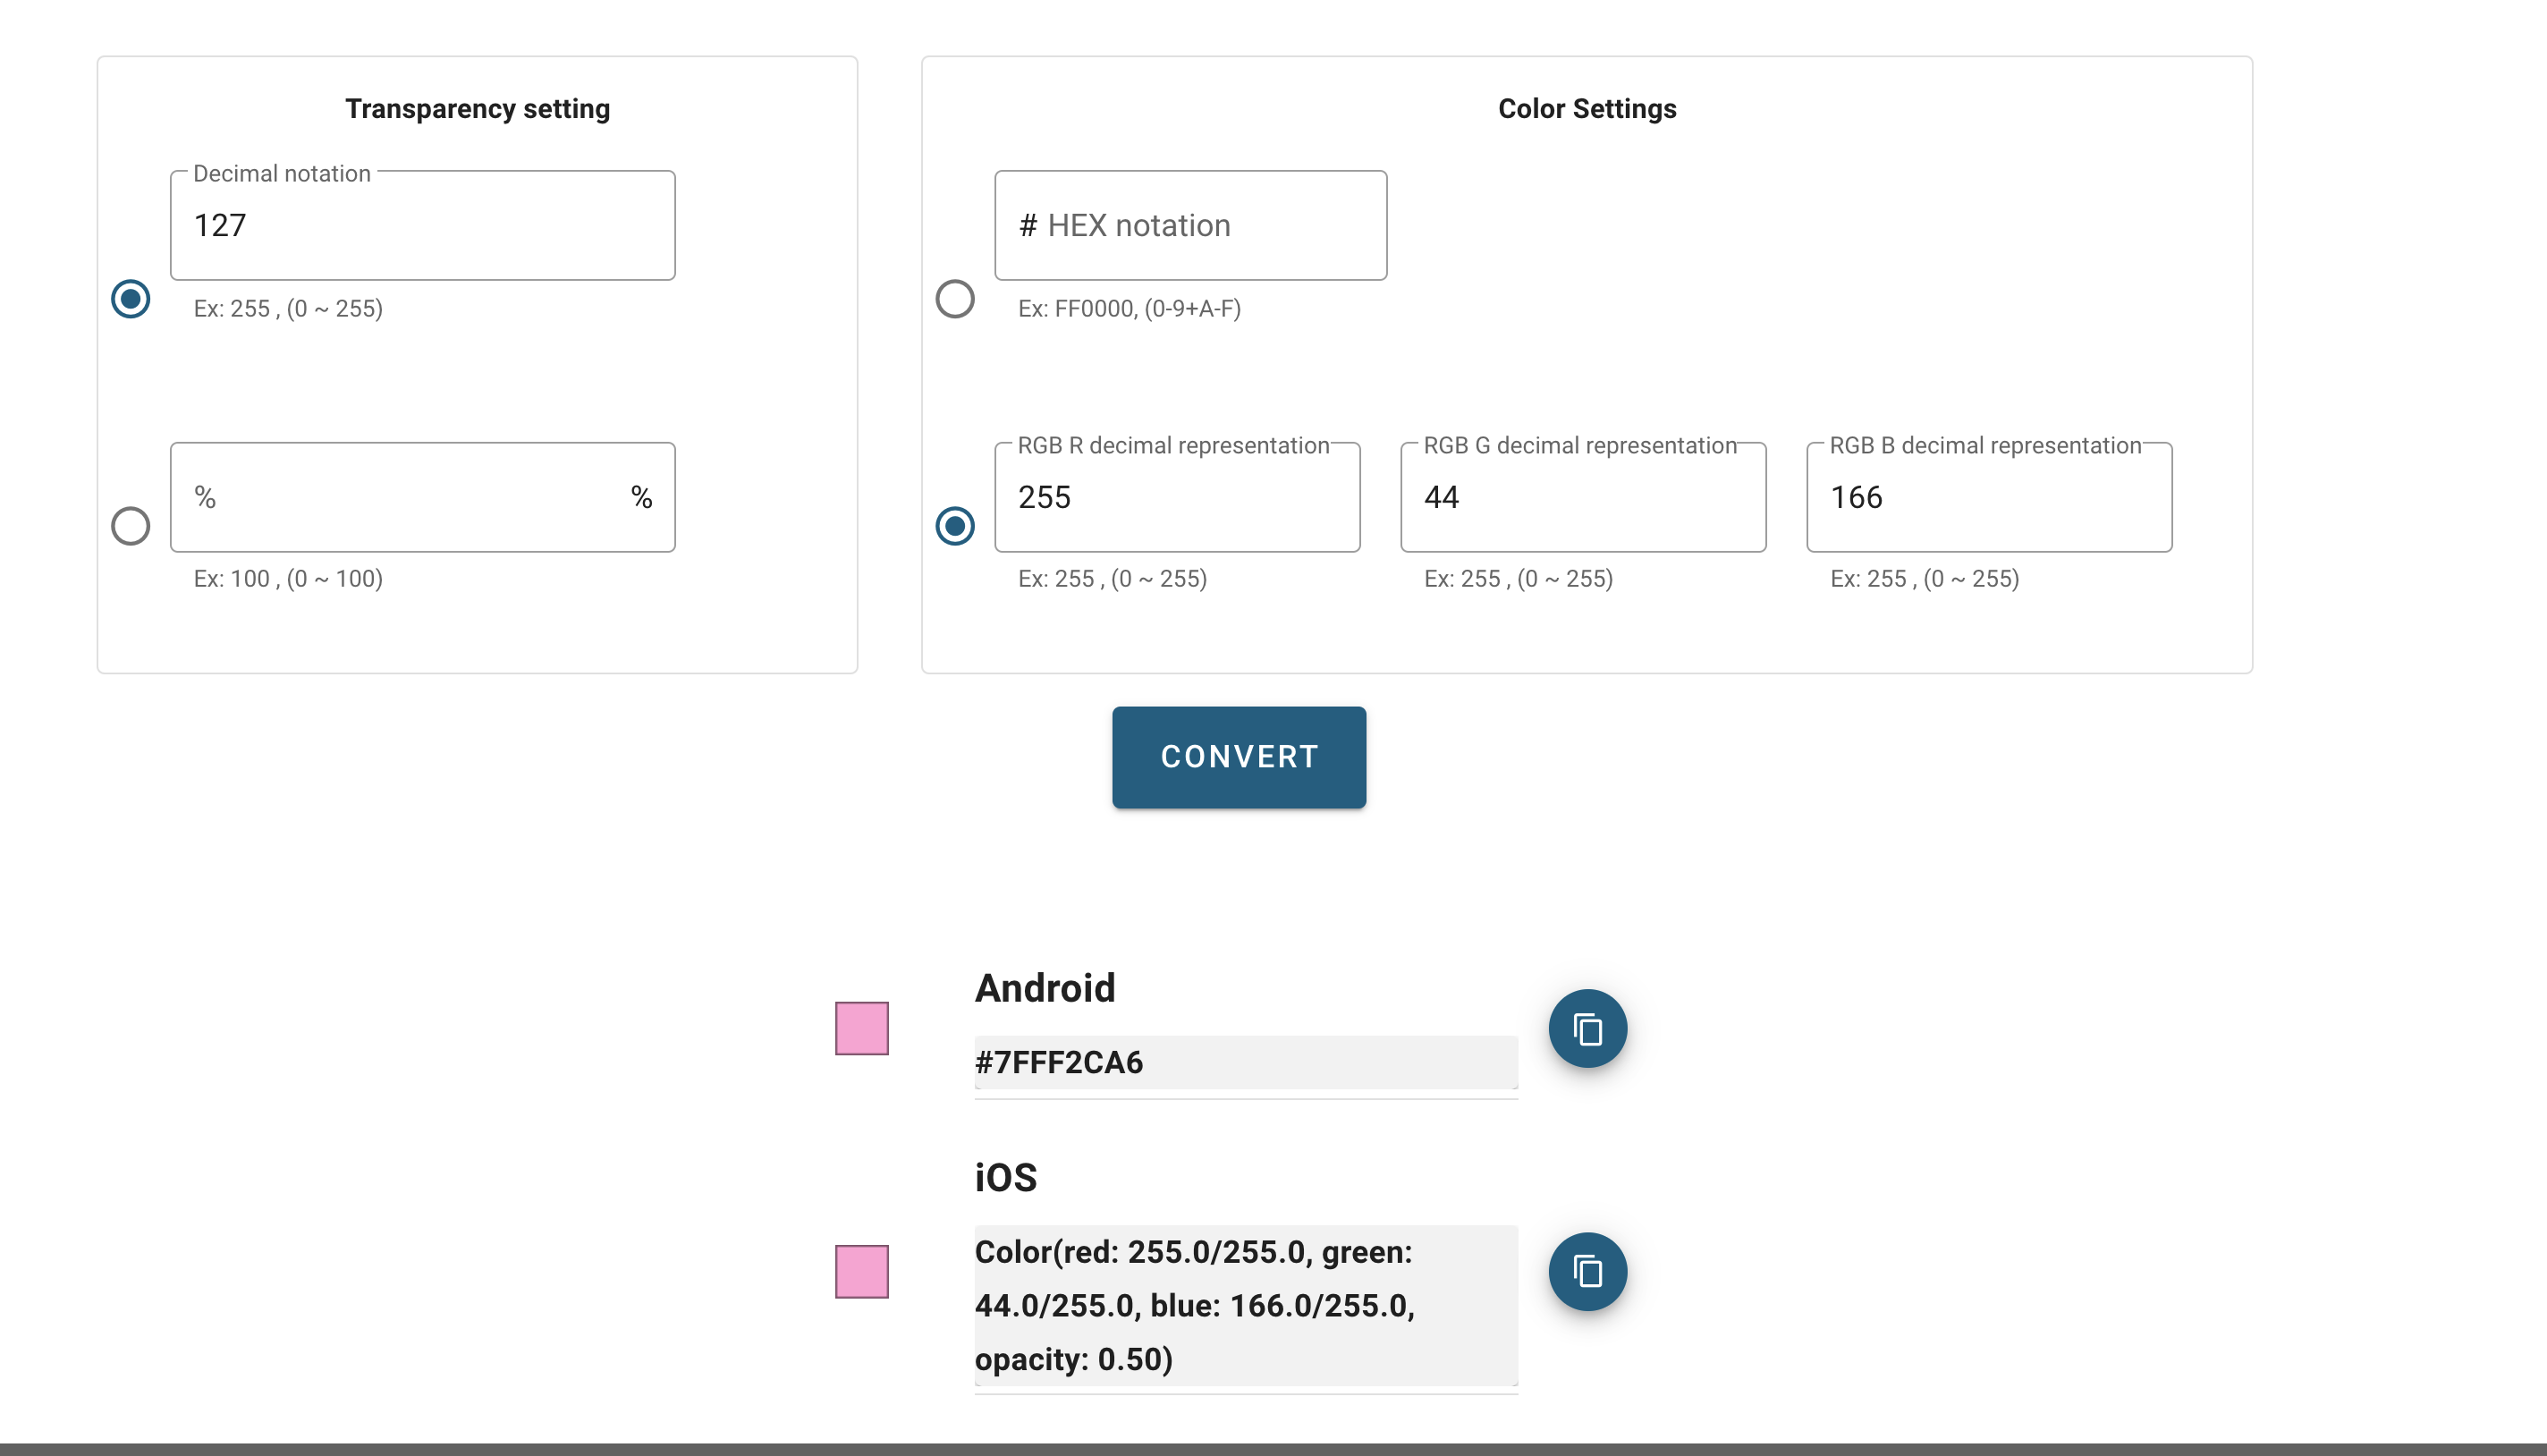 Transparency setting
Decimal notation
127
Ex: 255 , (0 ~ 255)
% %
Ex: 100 , (0 ~ 100)
Color Settings
# HEX notation
Ex: FF0000, (0-9+A-F)
RGB R decimal representation
255
Ex: 255 , (0 ~ 255)
RGB G decimal representation
44
Ex: 255 , (0 ~ 255)
RGB B decimal representation
166
Ex: 255 , (0 ~ 255)
CONVERT
Android
#7FFF2CA6
iOS
Color(red: 255.0/255.0, green:
44.0/255.0, blue: 166.0/255.0,
opacity: 0.50)